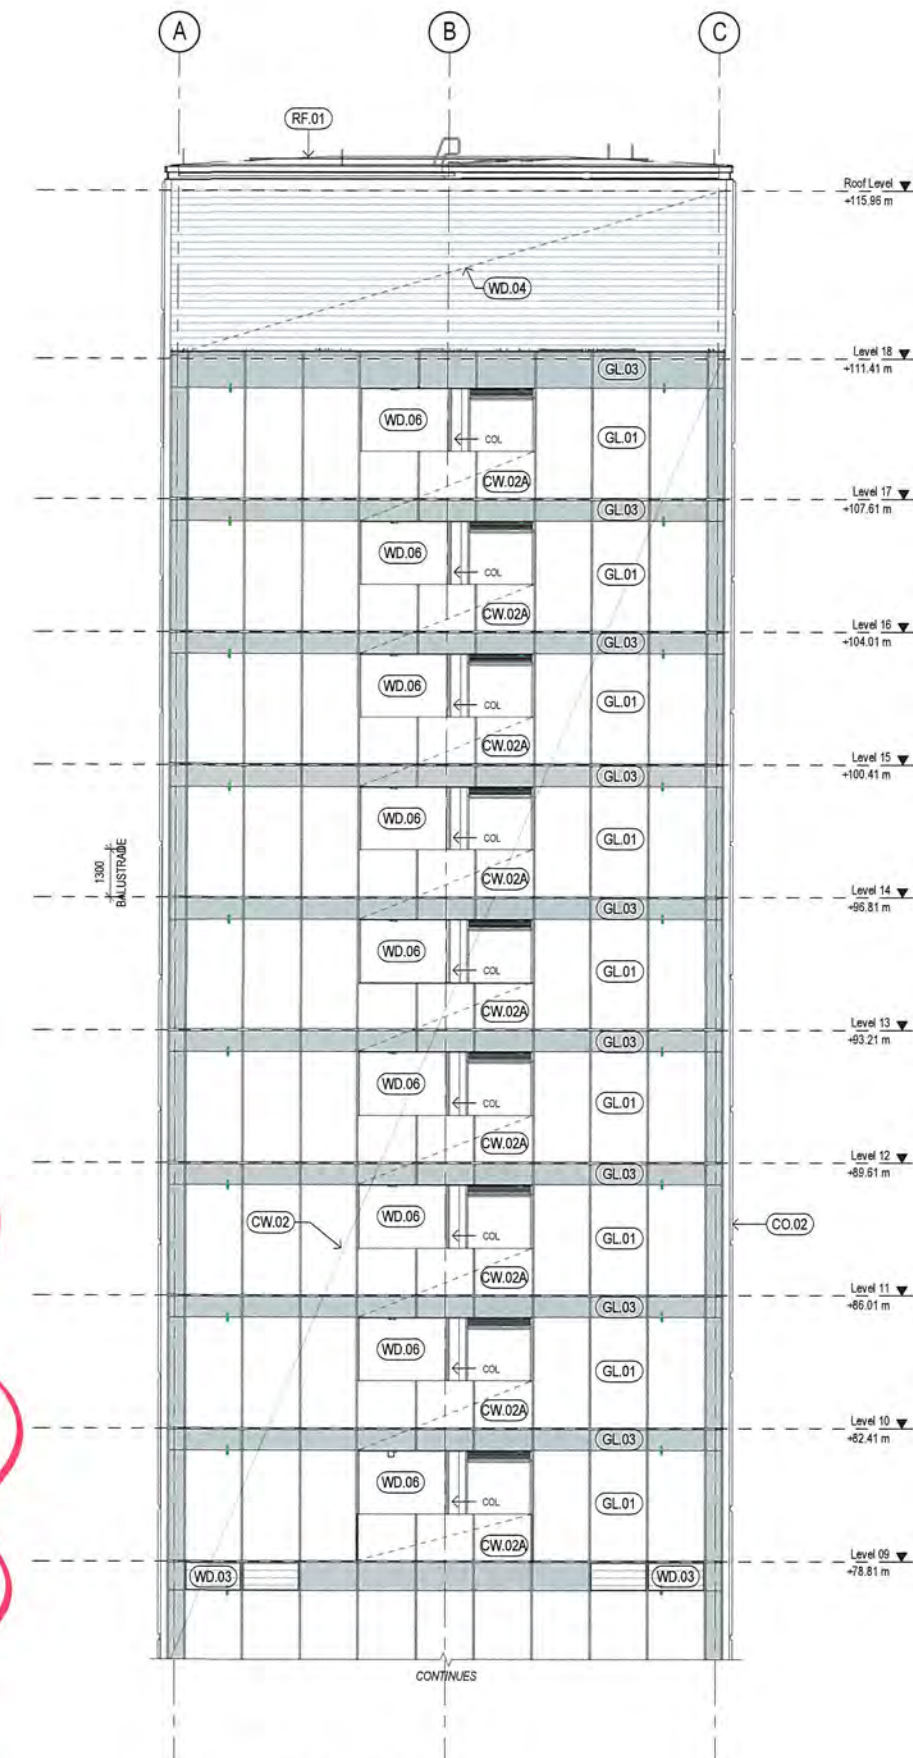 A
B
C
RF.01
Roof Level
+115.96 m
WD.04
Level 18
+111.41 m
GL.03
WD.06
COL
GL.01
CW.02A
Level 17
+107.61 m
GL.03
WD.06
COL
GL.01
CW.02A
Level 16
+104.01 m
GL.03
WD.06
COL
GL.01
CW.02A
Level 15
+100.41 m
GL.03
WD.06
COL
GL.01
1300
BALUSTRADE
CW.02A
Level 14
+96.81 m
GL.03
WD.06
COL
GL.01
CW.02A
Level 13
+93.21 m
GL.03
WD.06
COL
GL.01
CW.02A
Level 12
+89.61 m
GL.03
WD.06
CW.02
COL
GL.01
CO.02
CW.02A
Level 11
+86.01 m
GL.03
WD.06
COL
GL.01
CW.02A
Level 10
+82.41 m
GL.03
WD.06
COL
GL.01
CW.02A
Level 09
+78.81 m
WD.03
WD.03
CONTINUES